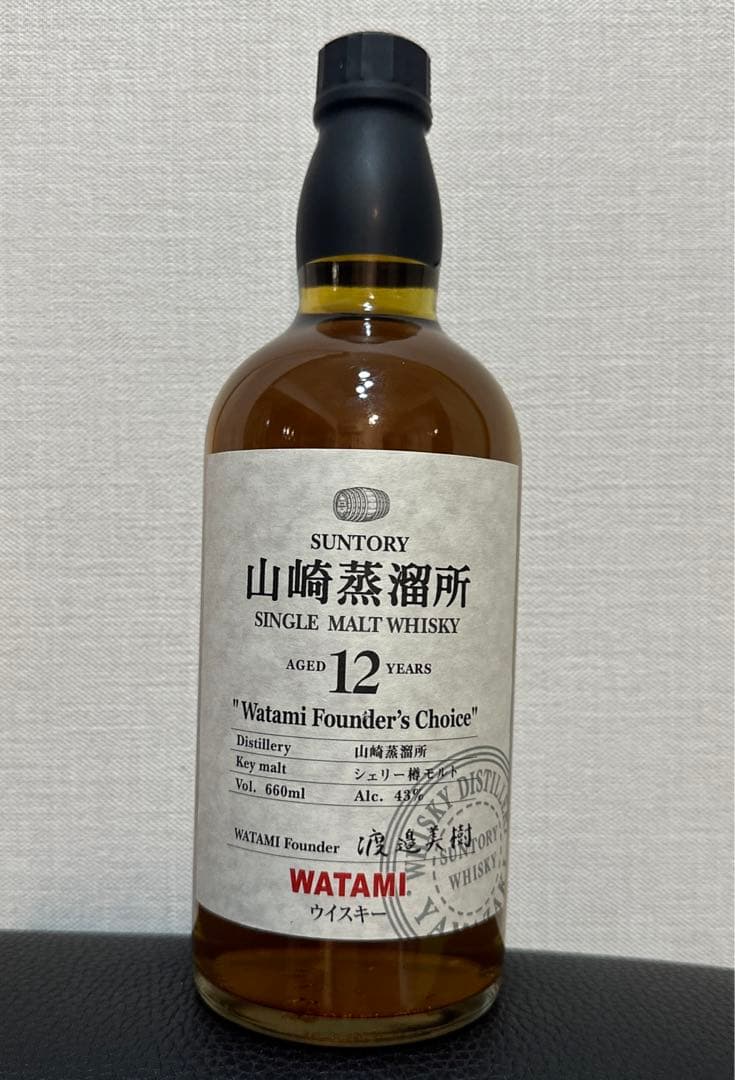 SUNTORY
山崎蒸溜所
SINGLE MALT WHISKY
AGED 12 YEARS
"Watami Founder's Choice"
Distillery 山崎蒸溜所
Key malt シェリー樽モルト
Vol. 660ml Alc. 43%
WATAMI Founder 渡邉美樹
WATAMI
ウイスキー
WHISKY DISTILLERY
SUNTORY
WHISKY